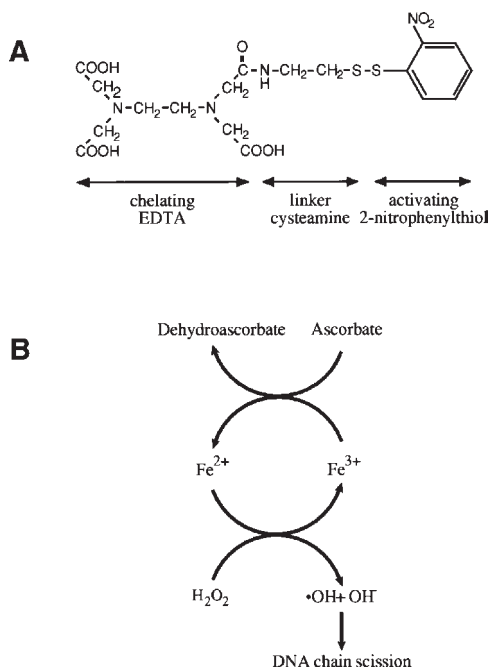 A
NO₂
COOH
O
CH₂
C–N–CH₂–CH₂–S–S
H
CH₂
N–CH₂–CH₂–N
CH₂
CH₂
COOH
COOH
chelating
EDTA
linker
cysteamine
activating
2-nitrophenylthiol
B
Dehydroascorbate Ascorbate
Fe²⁺ Fe³⁺
H₂O₂ •OH+ OH⁻
DNA chain scission